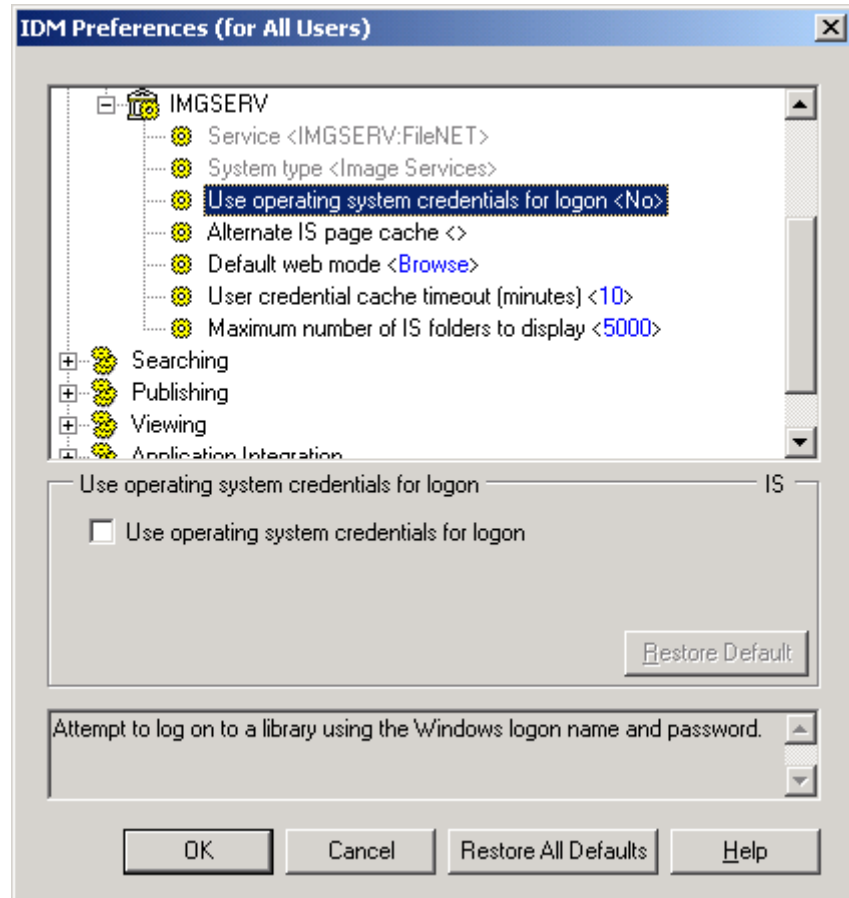 IDM Preferences (for All Users)
IMGSERV
Service <IMGSERV:FileNET>
System type <Image Services>
Use operating system credentials for logon <No>
Alternate IS page cache <>
Default web mode <Browse>
User credential cache timeout (minutes) <10>
Maximum number of IS folders to display <5000>
Searching
Publishing
Viewing
Application Integration
Use operating system credentials for logon IS
Use operating system credentials for logon
Restore Default
Attempt to log on to a library using the Windows logon name and password.
OK Cancel Restore All Defaults Help